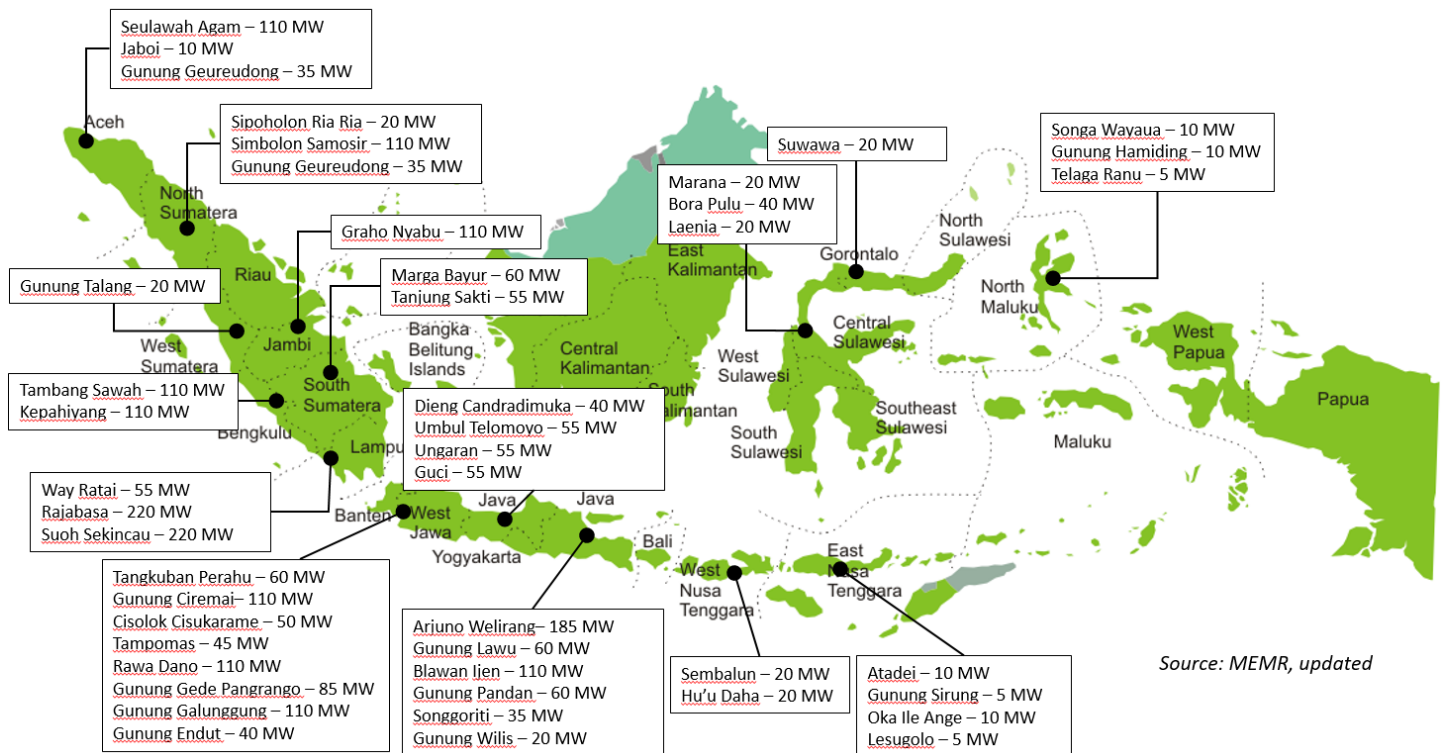 Seulawah Agam – 110 MW
Jaboi – 10 MW
Gunung Geureudong – 35 MW
Aceh
Sipoholon Ria Ria – 20 MW
Simbolon Samosir – 110 MW
Gunung Geureudong – 35 MW
North
Sumatera
Graho Nyabu – 110 MW
Riau
Gunung Talang – 20 MW
Marga Bayur – 60 MW
Tanjung Sakti – 55 MW
West
Sumatera
Jambi
Bangka
Belitung
Islands
South
Sumatera
Tambang Sawah – 110 MW
Kepahiyang – 110 MW
Bengkulu
Lampu
Way Ratai – 55 MW
Rajabasa – 220 MW
Suoh Sekincau – 220 MW
Suwawa – 20 MW
Marana – 20 MW
Bora Pulu – 40 MW
Laenia – 20 MW
Songa Wayaua – 10 MW
Gunung Hamiding – 10 MW
Telaga Ranu – 5 MW
East
Kalimantan
Central
Kalimantan
South
Kalimantan
Gorontalo
North
Sulawesi
North
Maluku
Central
Sulawesi
West
Sulawesi
South
Sulawesi
Southeast
Sulawesi
West
Papua
Papua
Maluku
Dieng Candradimuka – 40 MW
Umbul Telomoyo – 55 MW
Ungaran – 55 MW
Guci – 55 MW
Banten
West
Jawa
Java
Java
Yogyakarta
Bali
West
Nusa
Tenggara
East
Nusa
Tenggara
Tangkuban Perahu – 60 MW
Gunung Ciremai– 110 MW
Cisolok Cisukarame – 50 MW
Tampomas – 45 MW
Rawa Dano – 110 MW
Gunung Gede Pangrango – 85 MW
Gunung Galunggung – 110 MW
Gunung Endut – 40 MW
Arjuno Welirang– 185 MW
Gunung Lawu – 60 MW
Blawan Ijen – 110 MW
Gunung Pandan – 60 MW
Songgoriti – 35 MW
Gunung Wilis – 20 MW
Sembalun – 20 MW
Hu'u Daha – 20 MW
Atadei – 10 MW
Gunung Sirung – 5 MW
Oka Ile Ange – 10 MW
Lesugolo – 5 MW
Source: MEMR, updated